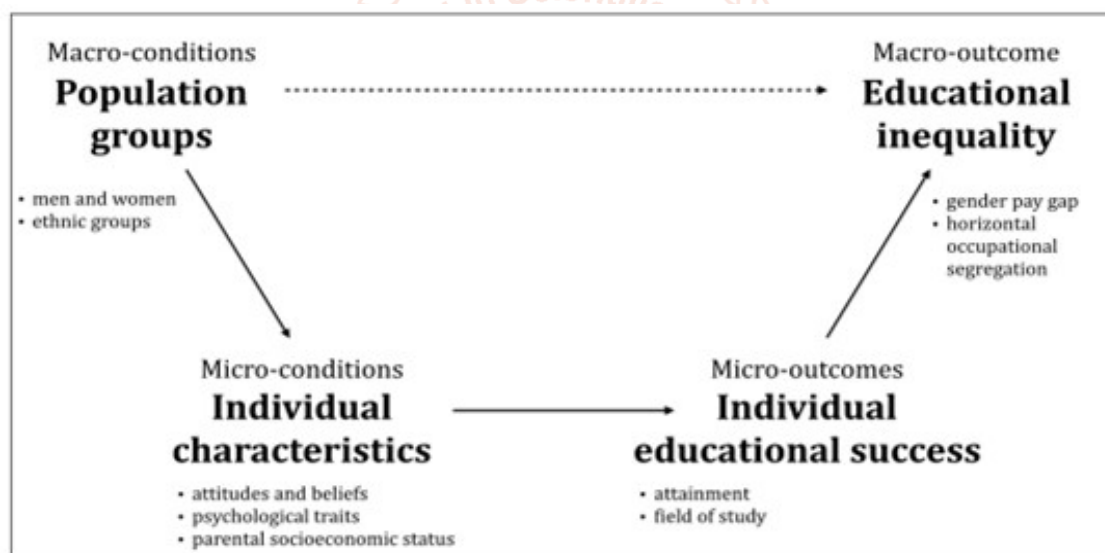 Macro-conditions
Population
groups
• men and women
• ethnic groups
Macro-outcome
Educational
inequality
• gender pay gap
• horizontal
occupational
segregation
Micro-conditions
Individual
characteristics
• attitudes and beliefs
• psychological traits
• parental socioeconomic status
Micro-outcomes
Individual
educational success
• attainment
• field of study